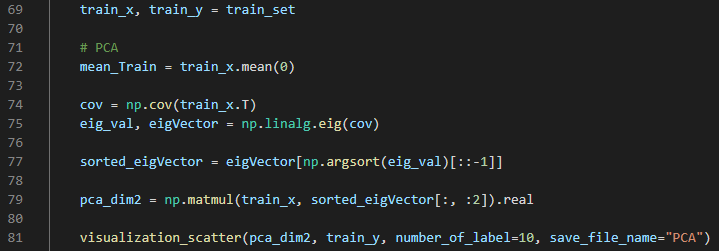 69 train_x, train_y = train_set
70
71 # PCA
72 mean_Train = train_x.mean(0)
73
74 cov = np.cov(train_x.T)
75 eig_val, eigVector = np.linalg.eig(cov)
76
77 sorted_eigVector = eigVector[np.argsort(eig_val)[::-1]]
78
79 pca_dim2 = np.matmul(train_x, sorted_eigVector[:, :2]).real
80
81 visualization_scatter(pca_dim2, train_y, number_of_label=10, save_file_name="PCA")